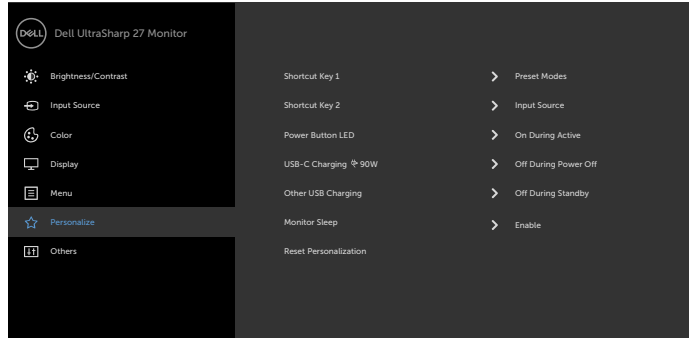 DELL Dell UltraSharp 27 Monitor
Brightness/Contrast
Input Source
Color
Display
Menu
Personalize
Others
Shortcut Key 1 Preset Modes
Shortcut Key 2 Input Source
Power Button LED On During Active
USB-C Charging 90W Off During Power Off
Other USB Charging Off During Standby
Monitor Sleep Enable
Reset Personalization